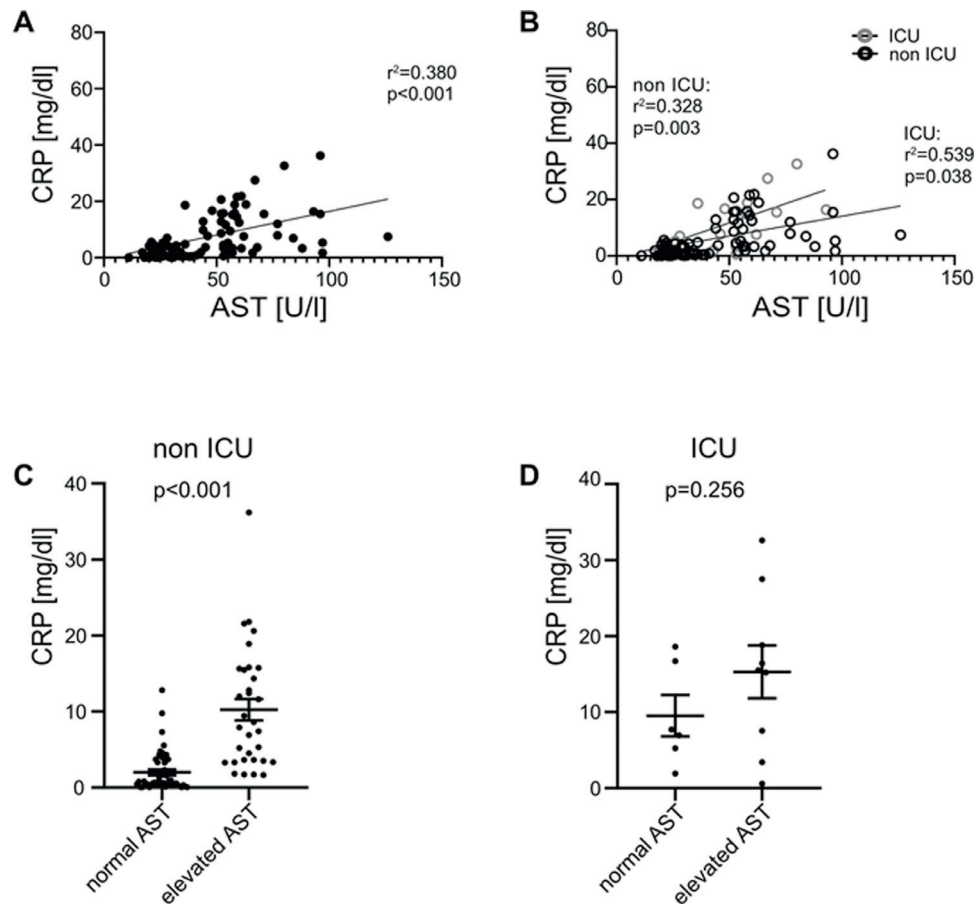 A
80
60
40
20
0
CRP [mg/dl]
r²=0.380
p<0.001
0 50 100 150
AST [U/l]
B
80
60
40
20
0
CRP [mg/dl]
ICU
non ICU
non ICU:
r²=0.328
p=0.003
ICU:
r²=0.539
p=0.038
0 50 100 150
AST [U/l]
C
non ICU
p<0.001
40
30
20
10
0
CRP [mg/dl]
normal AST
elevated AST
D
ICU
p=0.256
40
30
20
10
0
CRP [mg/dl]
normal AST
elevated AST